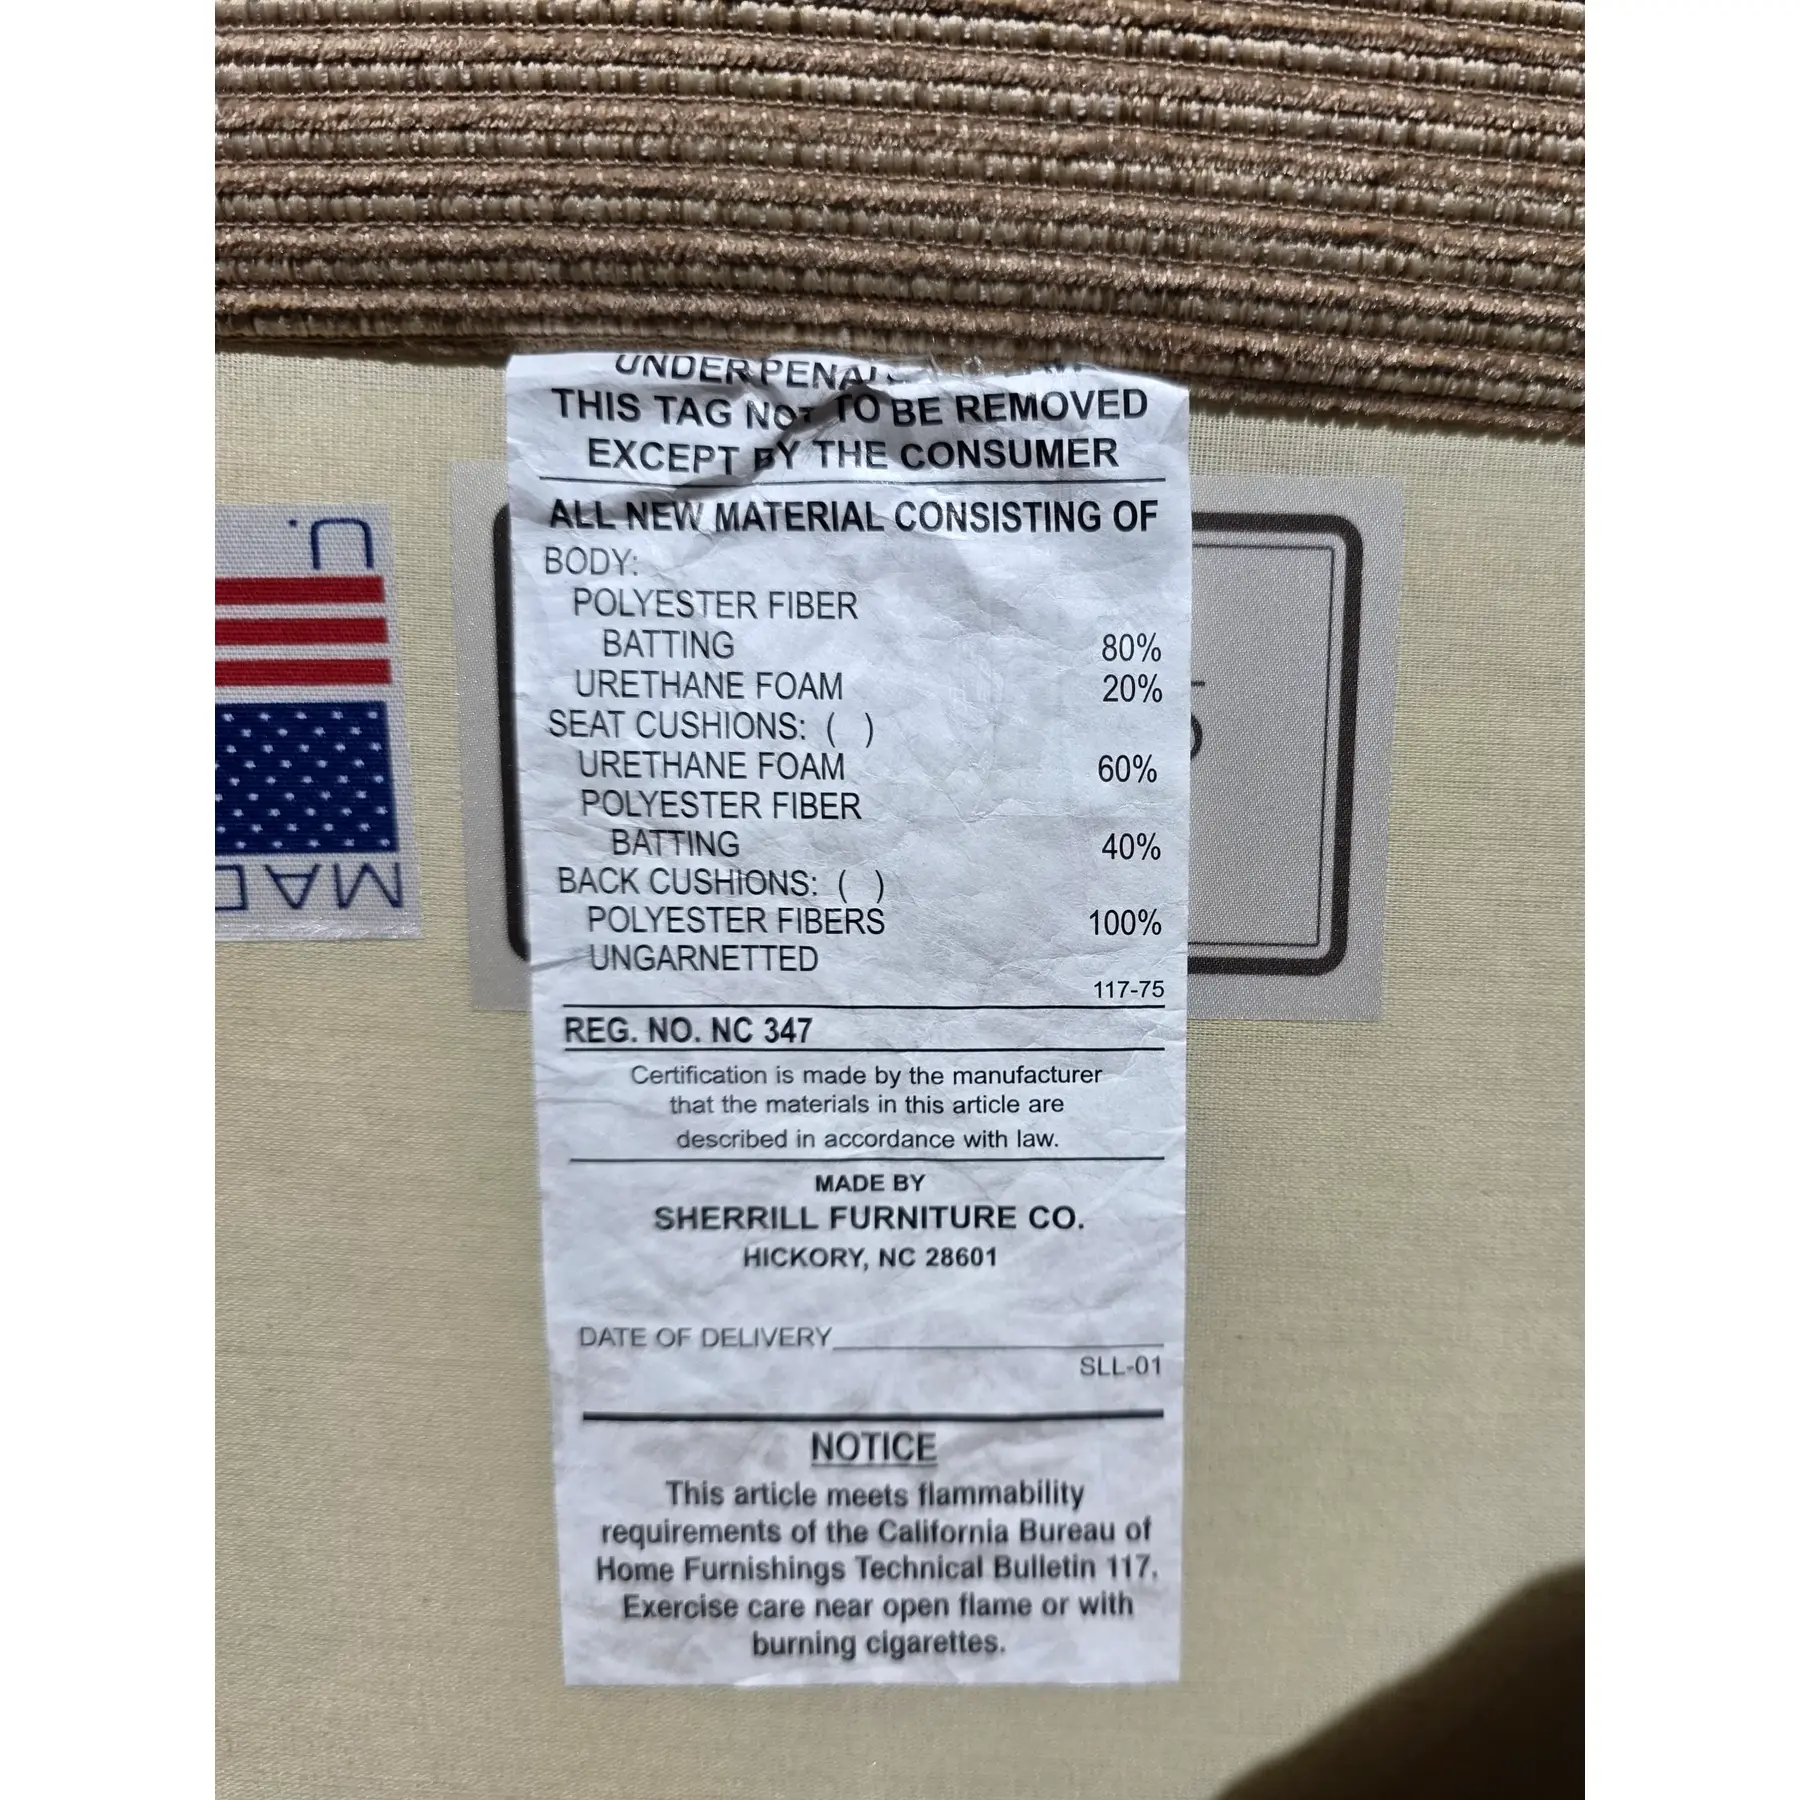 UNDER PENAL
THIS TAG NOT TO BE REMOVED
EXCEPT BY THE CONSUMER
ALL NEW MATERIAL CONSISTING OF
BODY:
POLYESTER FIBER
BATTING 80%
URETHANE FOAM 20%
SEAT CUSHIONS: ( )
URETHANE FOAM 60%
POLYESTER FIBER
BATTING 40%
BACK CUSHIONS: ( )
POLYESTER FIBERS 100%
UNGARNETTED
117-75
REG. NO. NC 347
Certification is made by the manufacturer
that the materials in this article are
described in accordance with law.
MADE BY
SHERRILL FURNITURE CO.
HICKORY, NC 28601
DATE OF DELIVERY
SLL-01
NOTICE
This article meets flammability
requirements of the California Bureau of
Home Furnishings Technical Bulletin 117.
Exercise care near open flame or with
burning cigarettes.
U.
MAD